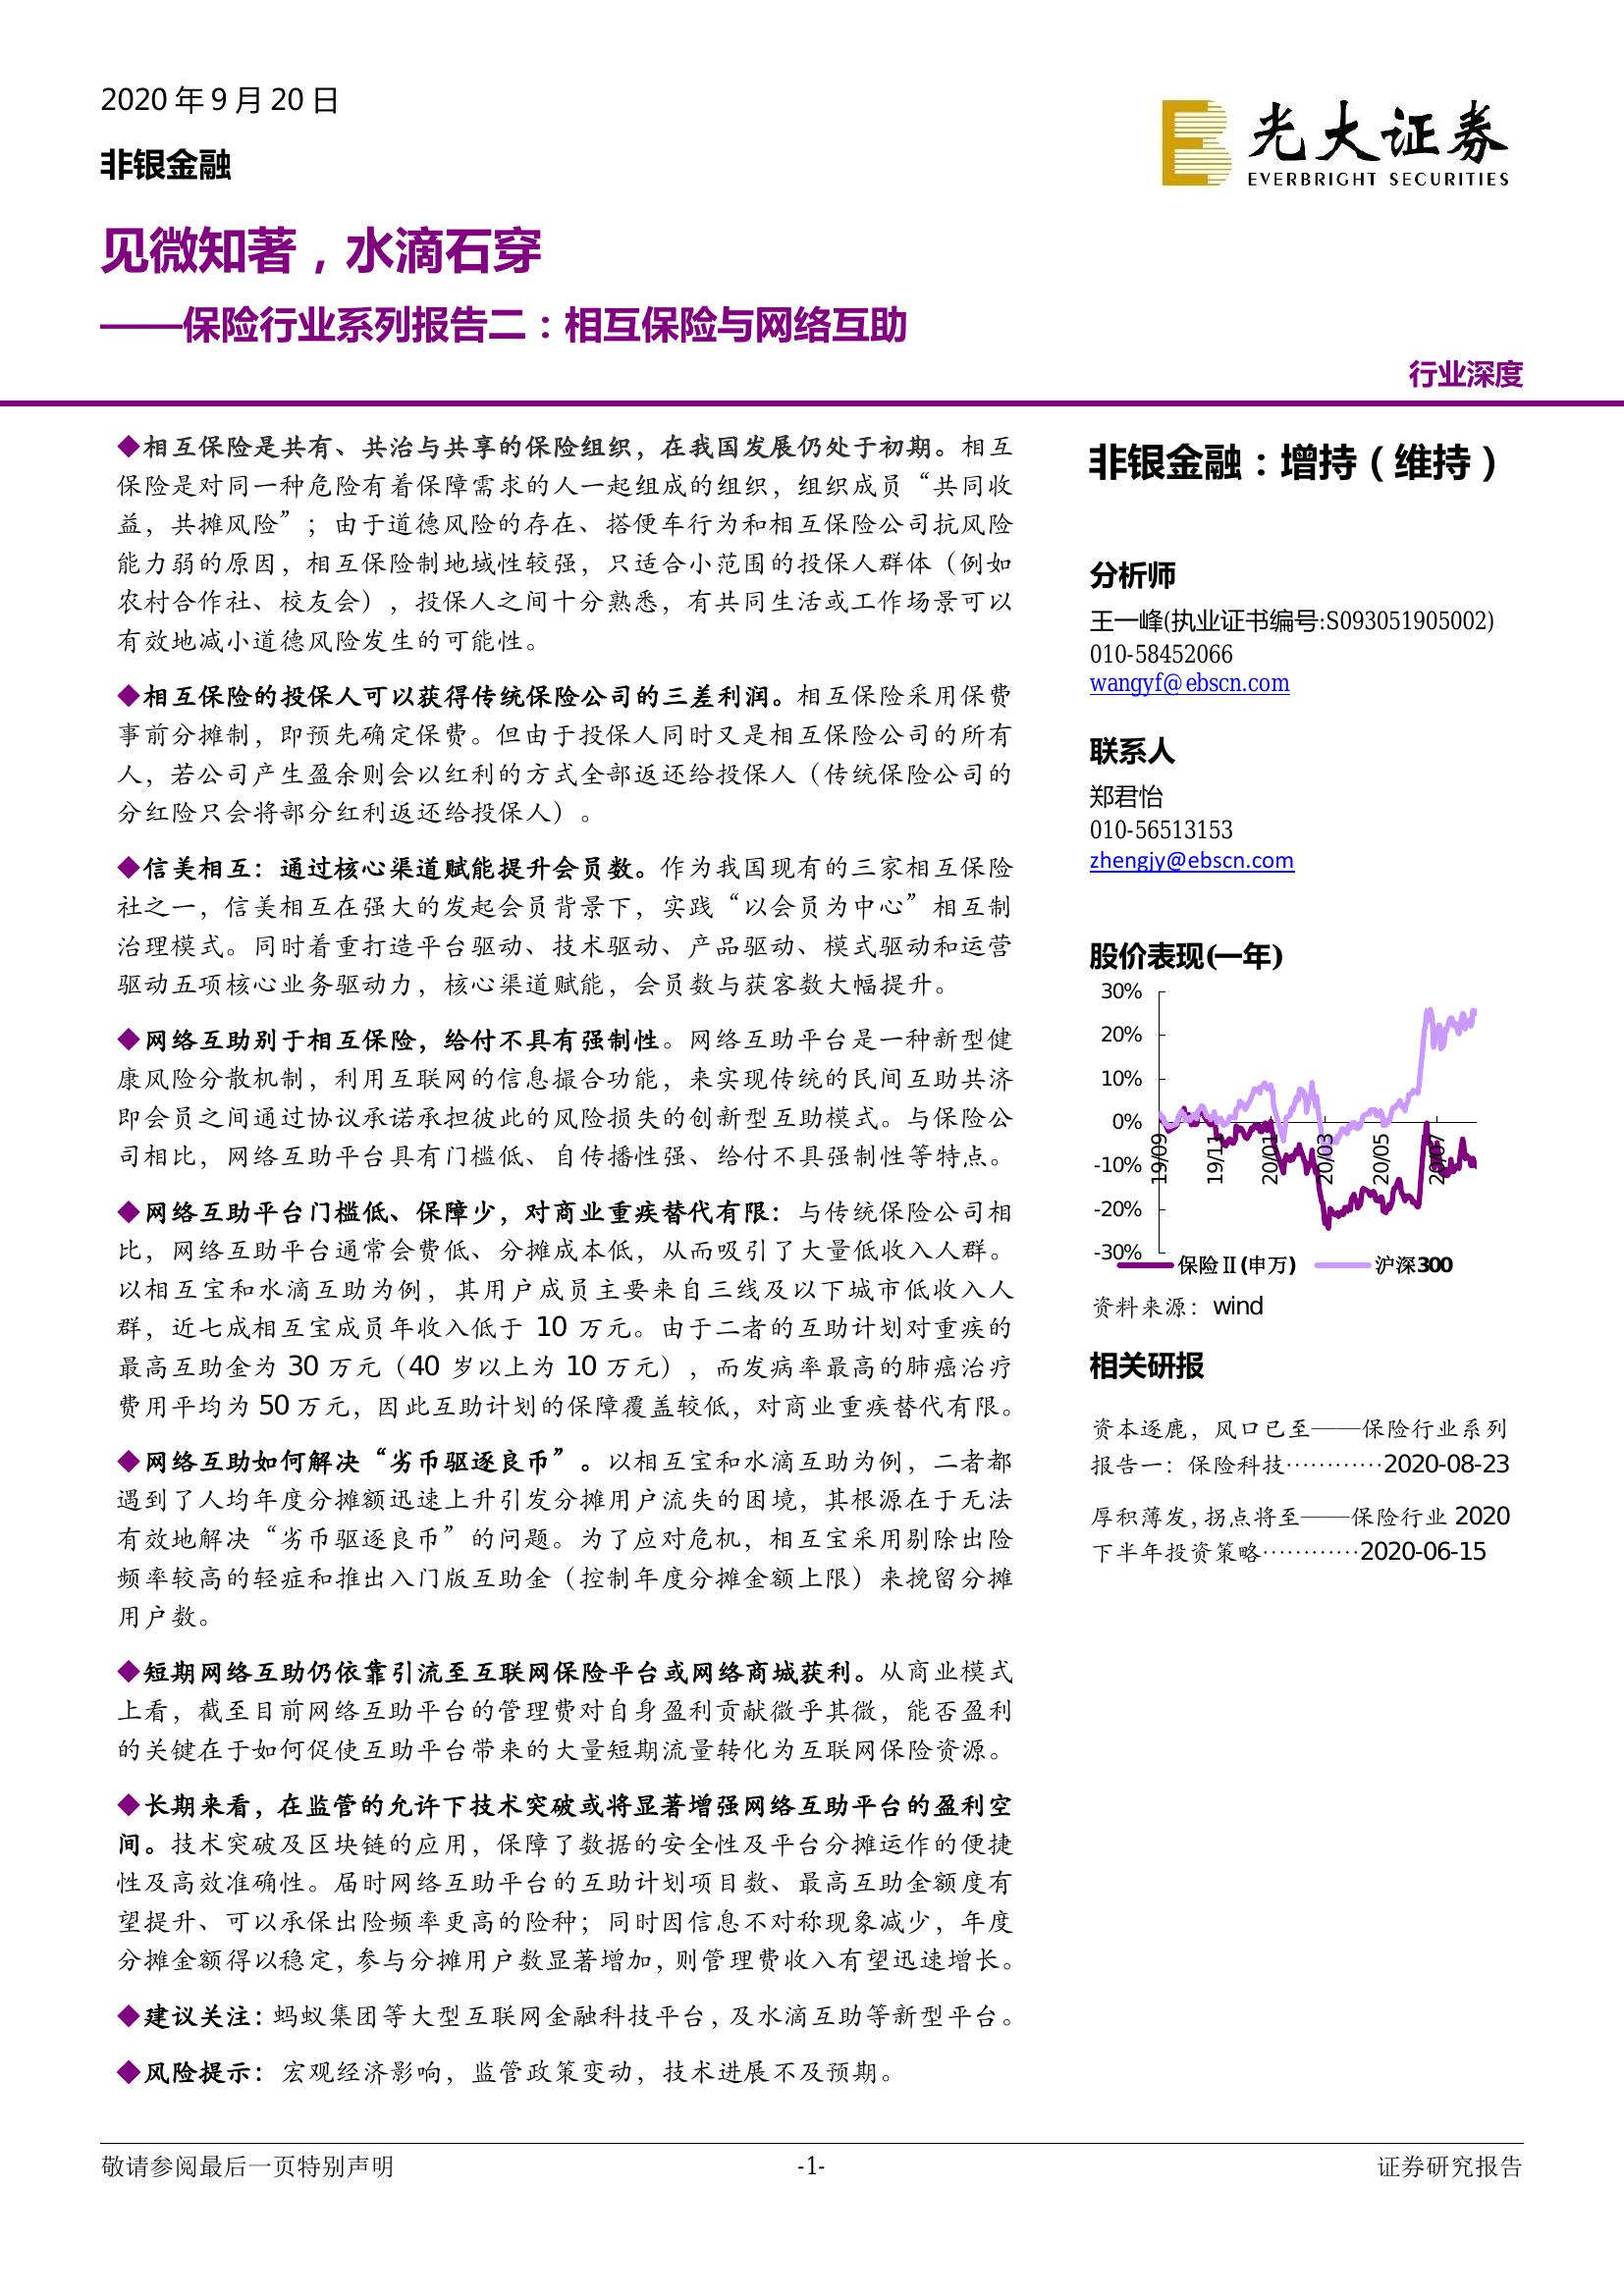 2020 年 9 月 20 日
非银金融
光大证券
EVERBRIGHT SECURITIES
见微知著，水滴石穿
——保险行业系列报告二：相互保险与网络互助
行业深度
◆相互保险是共有、共治与共享的保险组织，在我国发展仍处于初期。相互
保险是对同一种危险有着保障需求的人一起组成的组织，组织成员“共同收
益，共摊风险”；由于道德风险的存在、搭便车行为和相互保险公司抗风险
能力弱的原因，相互保险制地域性较强，只适合小范围的投保人群体（例如
农村合作社、校友会），投保人之间十分熟悉，有共同生活或工作场景可以
有效地减小道德风险发生的可能性。
◆相互保险的投保人可以获得传统保险公司的三差利润。相互保险采用保费
事前分摊制，即预先确定保费。但由于投保人同时又是相互保险公司的所有
人，若公司产生盈余则会以红利的方式全部返还给投保人（传统保险公司的
分红险只会将部分红利返还给投保人）。
◆信美相互：通过核心渠道赋能提升会员数。作为我国现有的三家相互保险
社之一，信美相互在强大的发起会员背景下，实践“以会员为中心”相互制
治理模式。同时着重打造平台驱动、技术驱动、产品驱动、模式驱动和运营
驱动五项核心业务驱动力，核心渠道赋能，会员数与获客数大幅提升。
◆网络互助别于相互保险，给付不具有强制性。网络互助平台是一种新型健
康风险分散机制，利用互联网的信息撮合功能，来实现传统的民间互助共济
即会员之间通过协议承诺承担彼此的风险损失的创新型互助模式。与保险公
司相比，网络互助平台具有门槛低、自传播性强、给付不具强制性等特点。
◆网络互助平台门槛低、保障少，对商业重疾替代有限：与传统保险公司相
比，网络互助平台通常会费低、分摊成本低，从而吸引了大量低收入人群。
以相互宝和水滴互助为例，其用户成员主要来自三线及以下城市低收入人
群，近七成相互宝成员年收入低于 10 万元。由于二者的互助计划对重疾的
最高互助金为 30 万元（40 岁以上为 10 万元），而发病率最高的肺癌治疗
费用平均为 50 万元，因此互助计划的保障覆盖较低，对商业重疾替代有限。
◆网络互助如何解决“劣币驱逐良币”。以相互宝和水滴互助为例，二者都
遇到了人均年度分摊额迅速上升引发分摊用户流失的困境，其根源在于无法
有效地解决“劣币驱逐良币”的问题。为了应对危机，相互宝采用剔除出险
频率较高的轻症和推出入门版互助金（控制年度分摊金额上限）来挽留分摊
用户数。
◆短期网络互助仍依靠引流至互联网保险平台或网络商城获利。从商业模式
上看，截至目前网络互助平台的管理费对自身盈利贡献微乎其微，能否盈利
的关键在于如何促使互助平台带来的大量短期流量转化为互联网保险资源。
◆长期来看，在监管的允许下技术突破或将显著增强网络互助平台的盈利空
间。技术突破及区块链的应用，保障了数据的安全性及平台分摊运作的便捷
性及高效准确性。届时网络互助平台的互助计划项目数、最高互助金额度有
望提升、可以承保出险频率更高的险种；同时因信息不对称现象减少，年度
分摊金额得以稳定，参与分摊用户数显著增加，则管理费收入有望迅速增长。
◆建议关注：蚂蚁集团等大型互联网金融科技平台，及水滴互助等新型平台。
◆风险提示：宏观经济影响，监管政策变动，技术进展不及预期。
非银金融：增持（维持）
分析师
王一峰(执业证书编号:S093051905002)
010-58452066
wangyf@ebscn.com
联系人
郑君怡
010-56513153
zhengjy@ebscn.com
股价表现(一年)
30%
20%
10%
0%
-10%
-20%
-30%
19/09
19/11
20/01
20/03
20/05
20/07
保险Ⅱ(申万)
沪深300
资料来源：wind
相关研报
资本逐鹿，风口已至——保险行业系列
报告一：保险科技…………2020-08-23
厚积薄发，拐点将至——保险行业 2020
下半年投资策略…………2020-06-15
敬请参阅最后一页特别声明
-1-
证券研究报告